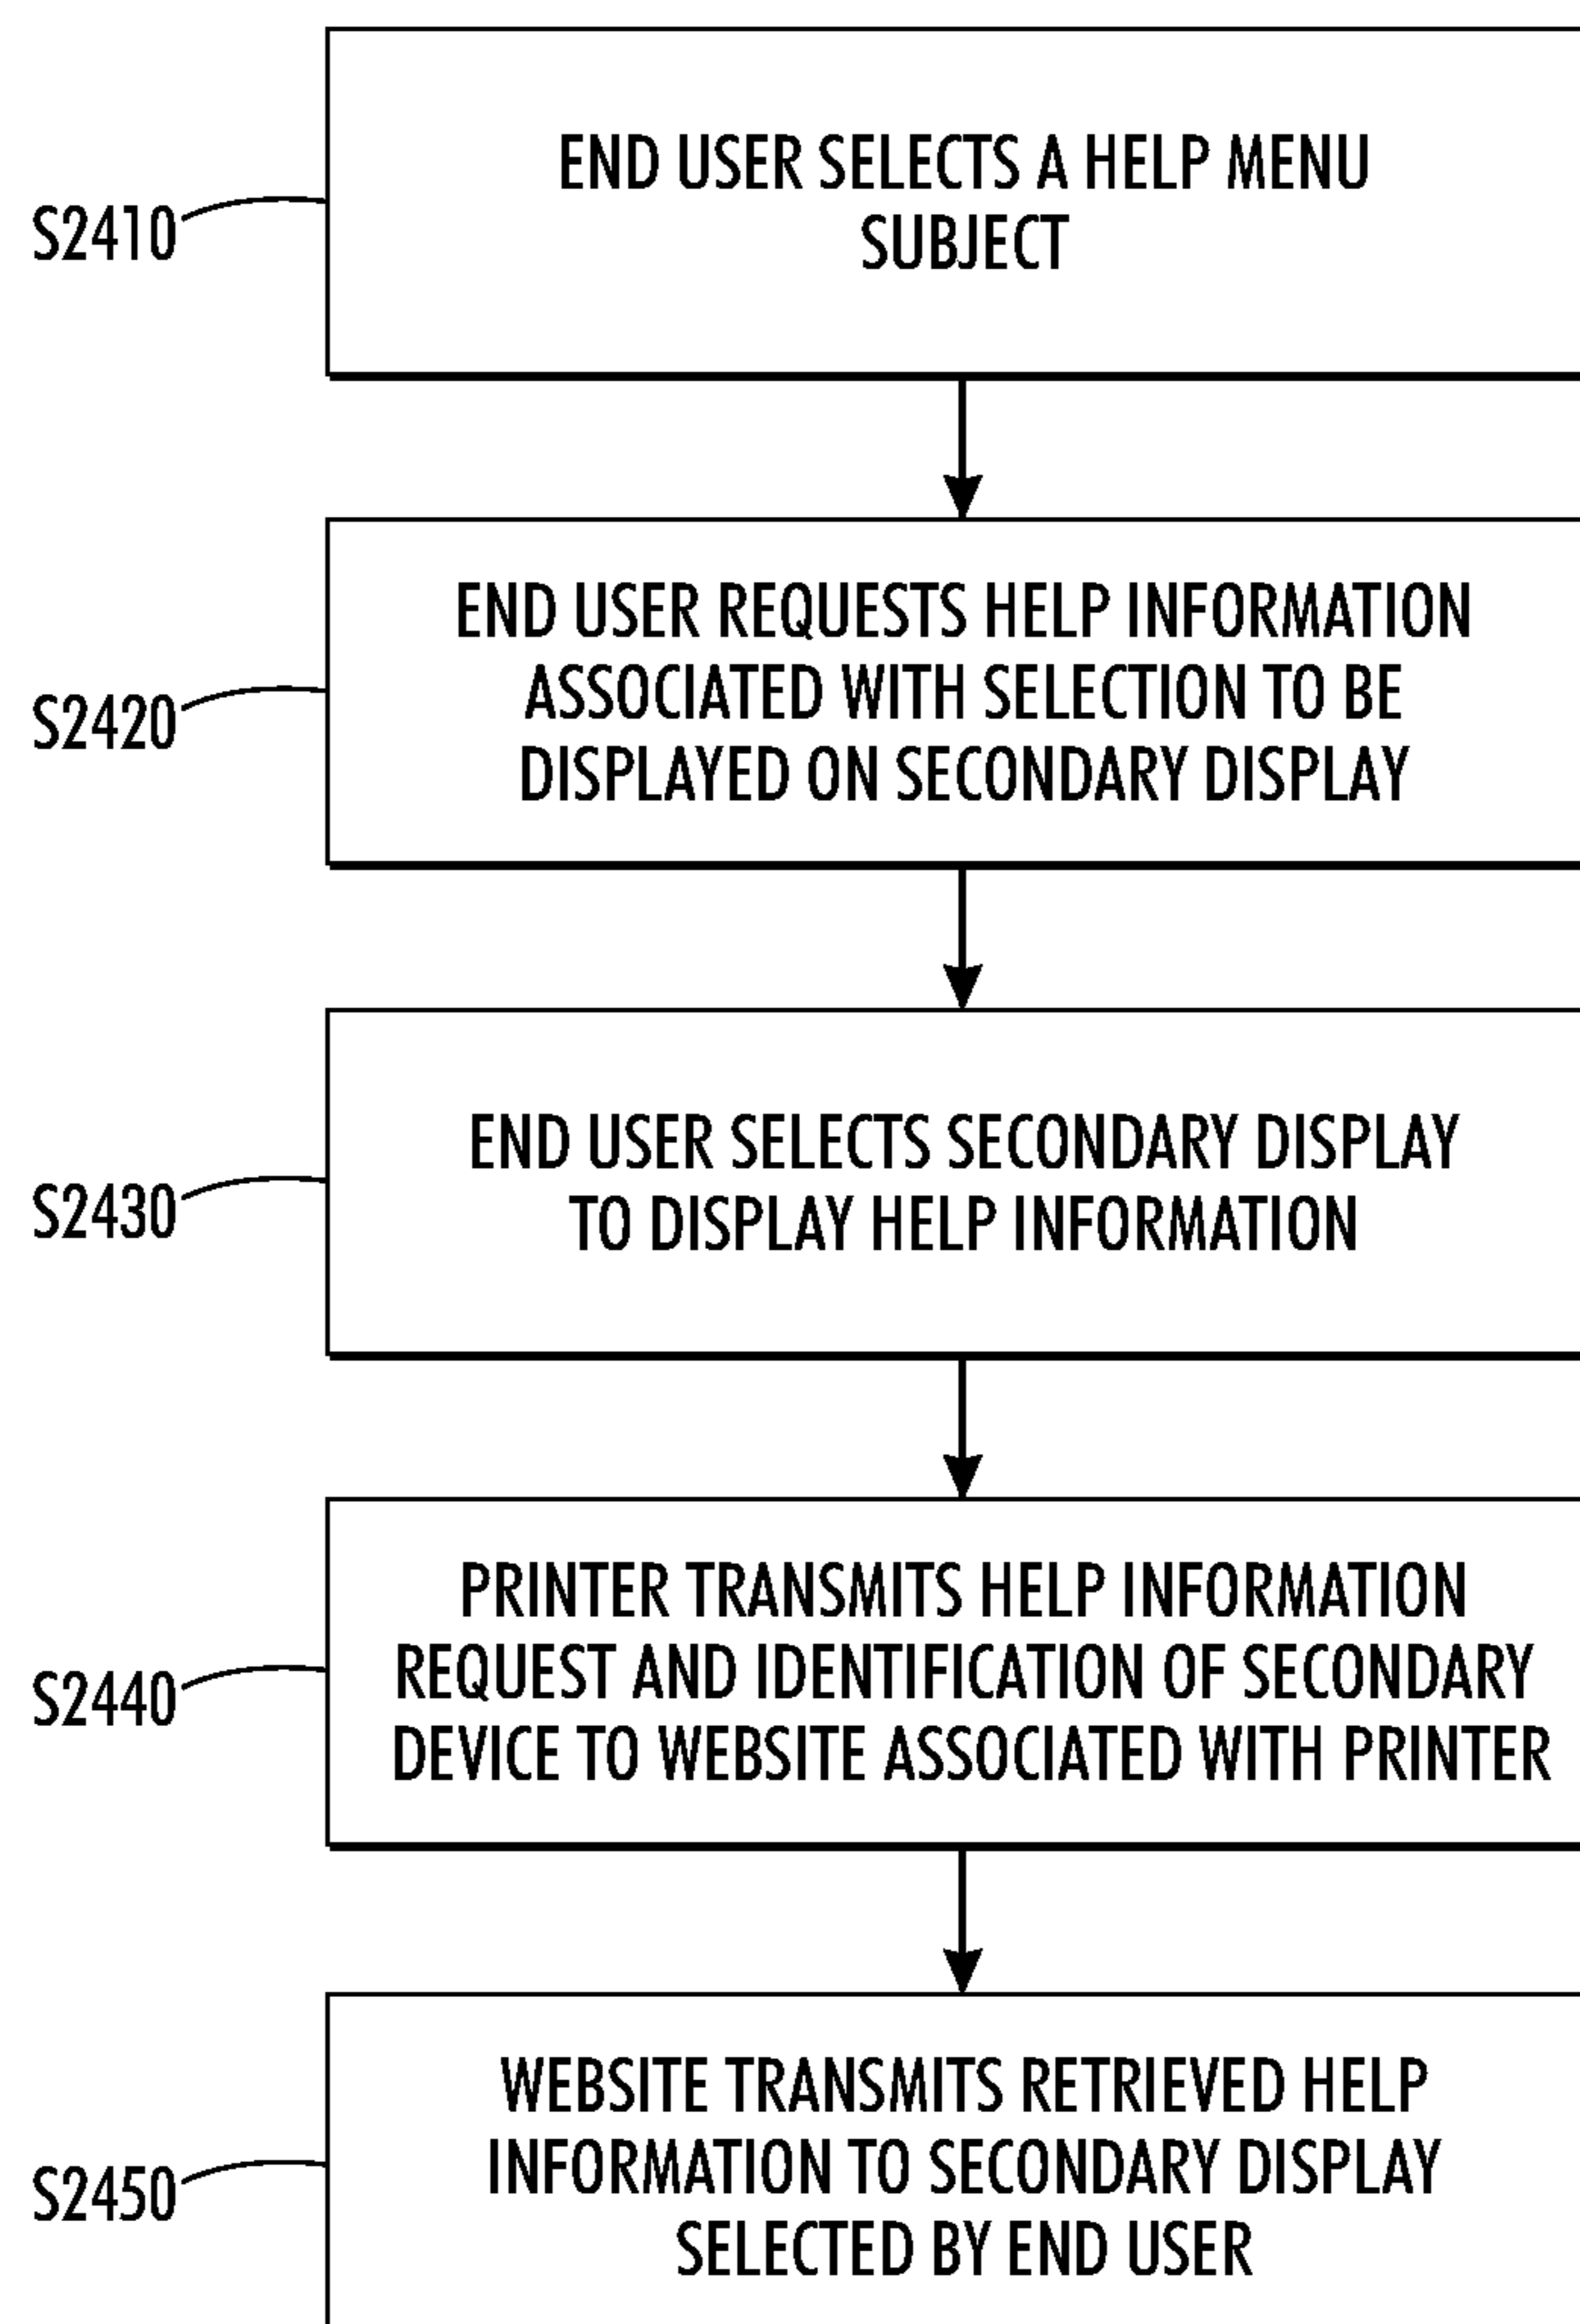 END USER SELECTS A HELP MENU
SUBJECT
S2410
END USER REQUESTS HELP INFORMATION
ASSOCIATED WITH SELECTION TO BE
DISPLAYED ON SECONDARY DISPLAY
S2420
END USER SELECTS SECONDARY DISPLAY
TO DISPLAY HELP INFORMATION
S2430
PRINTER TRANSMITS HELP INFORMATION
REQUEST AND IDENTIFICATION OF SECONDARY
DEVICE TO WEBSITE ASSOCIATED WITH PRINTER
S2440
WEBSITE TRANSMITS RETRIEVED HELP
INFORMATION TO SECONDARY DISPLAY
SELECTED BY END USER
S2450